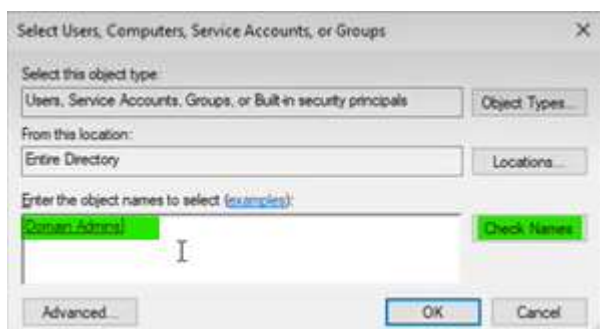 Select Users, Computers, Service Accounts, or Groups
Select this object type:
Users, Service Accounts, Groups, or Built-in security principals
Object Types...
From this location:
Entire Directory
Locations...
Enter the object names to select (examples):
Domain Admins
Check Names
Advanced...
OK
Cancel